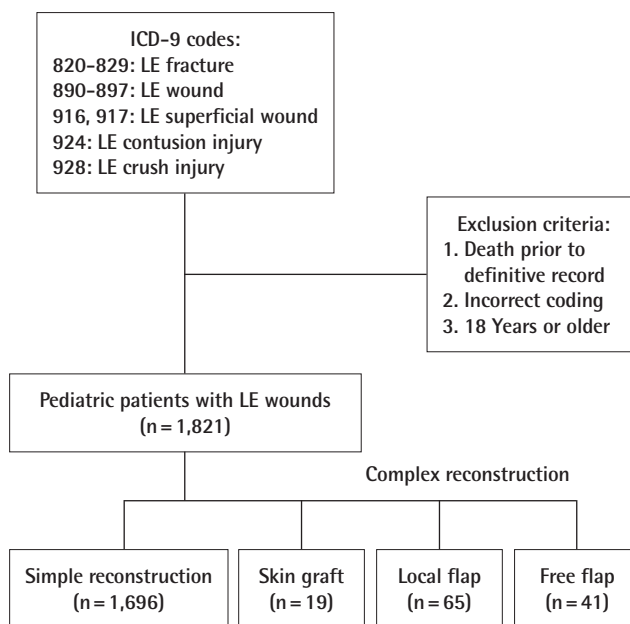 ICD-9 codes:
820-829: LE fracture
890-897: LE wound
916, 917: LE superficial wound
924: LE contusion injury
928: LE crush injury
Exclusion criteria:
1. Death prior to
definitive record
2. Incorrect coding
3. 18 Years or older
Pediatric patients with LE wounds
(n=1,821)
Complex reconstruction
Simple reconstruction
(n=1,696)
Skin graft
(n=19)
Local flap
(n=65)
Free flap
(n=41)